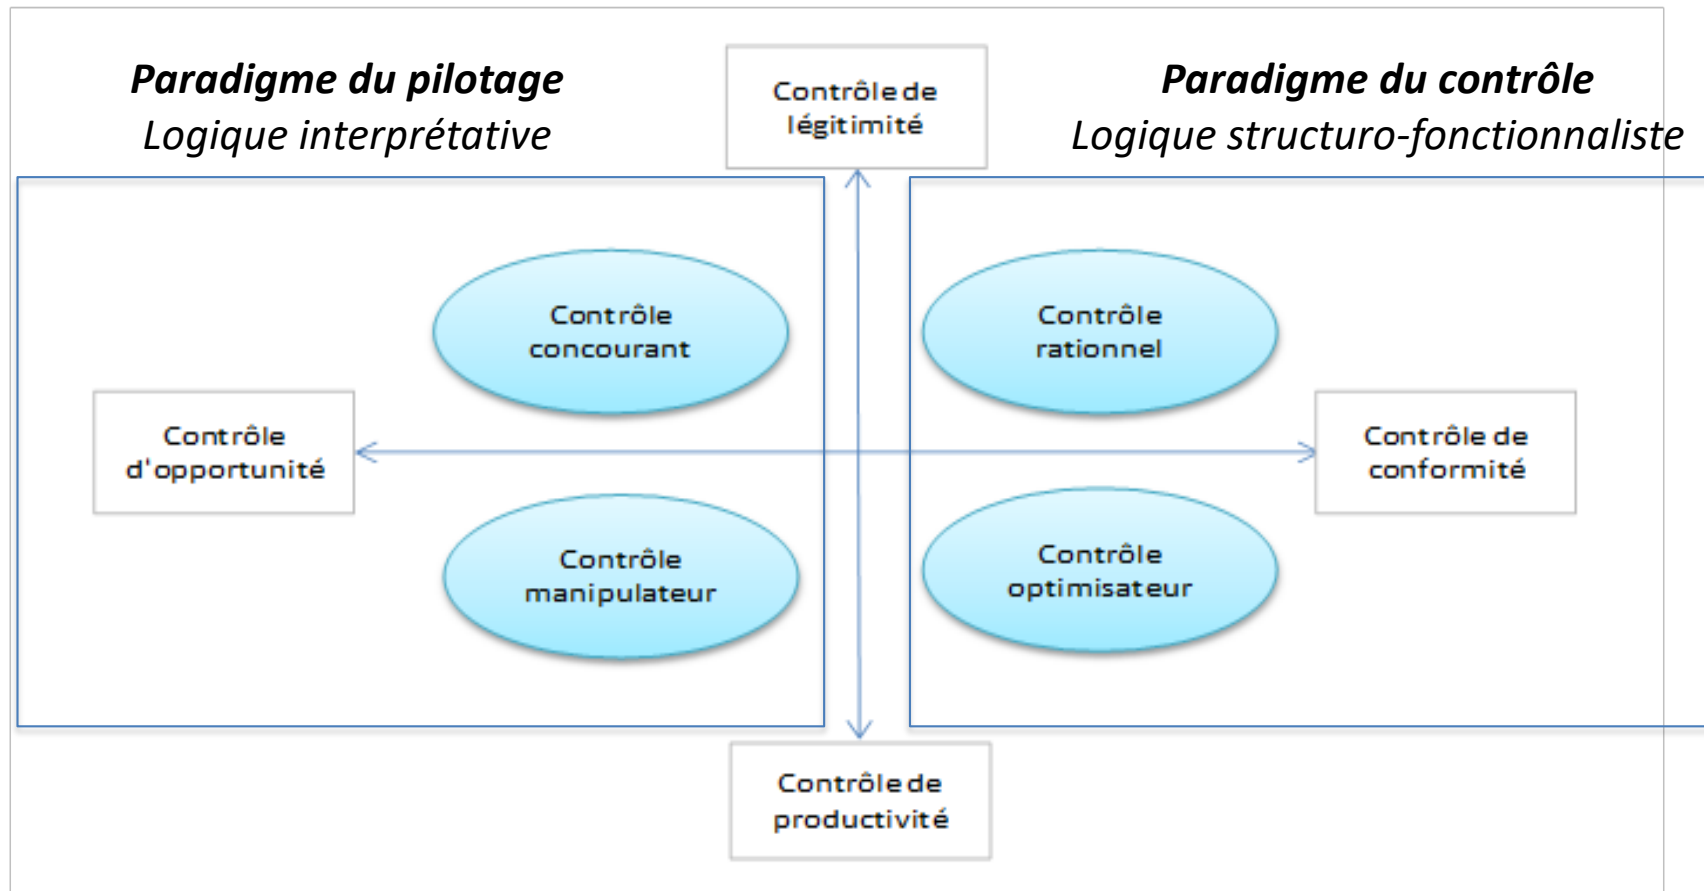 Paradigme du pilotage
Logique interprétative
Contrôle de
légitimité
Paradigme du contrôle
Logique structuro-fonctionnaliste
Contrôle
concourant
Contrôle
rationnel
Contrôle
d'opportunité
Contrôle de
conformité
Contrôle
manipulateur
Contrôle
optimisateur
Contrôle de
productivité